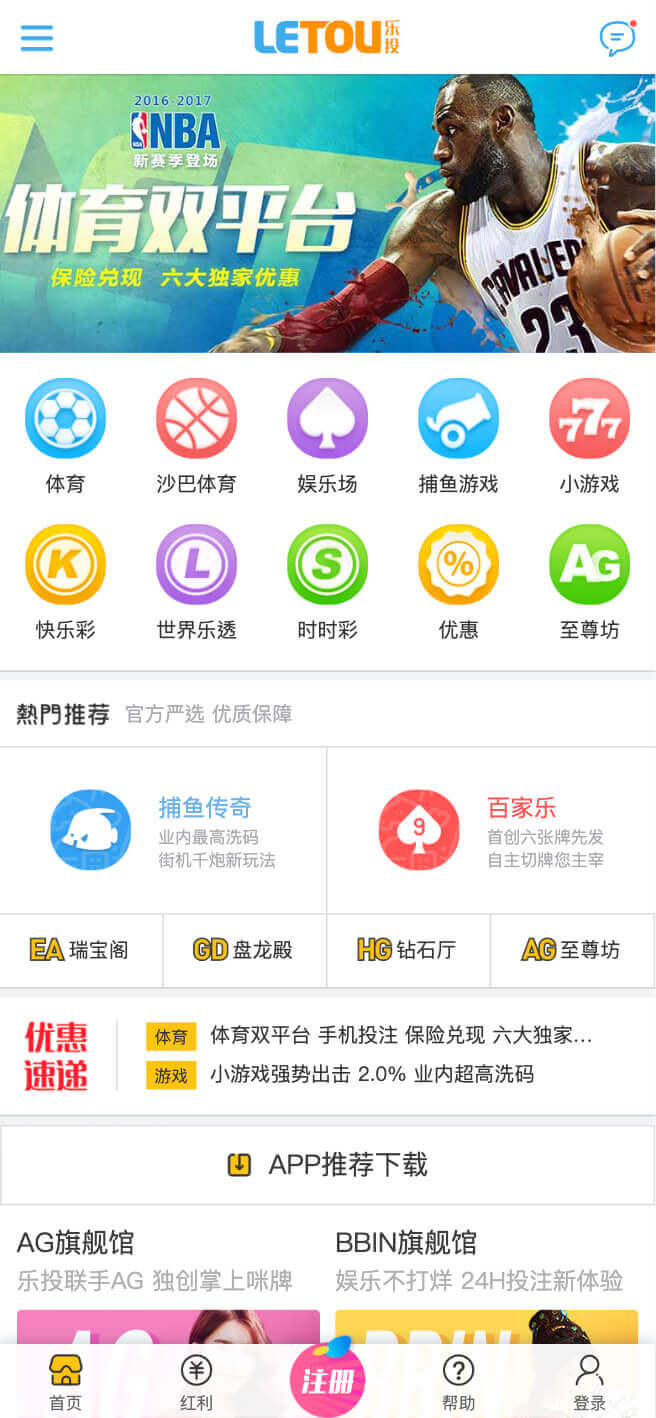 LETOU乐投
2016-2017
NBA
新赛季登场
体育双平台
保险兑现 六大独家优惠
CAVALIERS
23
体育
沙巴体育
娱乐场
捕鱼游戏
777
小游戏
K
快乐彩
L
世界乐透
S
时时彩
%
优惠
AG
至尊坊
熱門推荐 官方严选 优质保障
捕鱼传奇
业内最高洗码
街机千炮新玩法
9
百家乐
首创六张牌先发
自主切牌您主宰
EA 瑞宝阁
GD 盘龙殿
HG 钻石厅
AG 至尊坊
优惠
速递
体育 体育双平台 手机投注 保险兑现 六大独家...
游戏 小游戏强势出击 2.0% 业内超高洗码
APP推荐下载
AG旗舰馆
乐投联手AG 独创掌上咪牌
BBIN旗舰馆
娱乐不打烊 24H投注新体验
AG
BBIN
首页
¥
红利
注册
?
帮助
登录